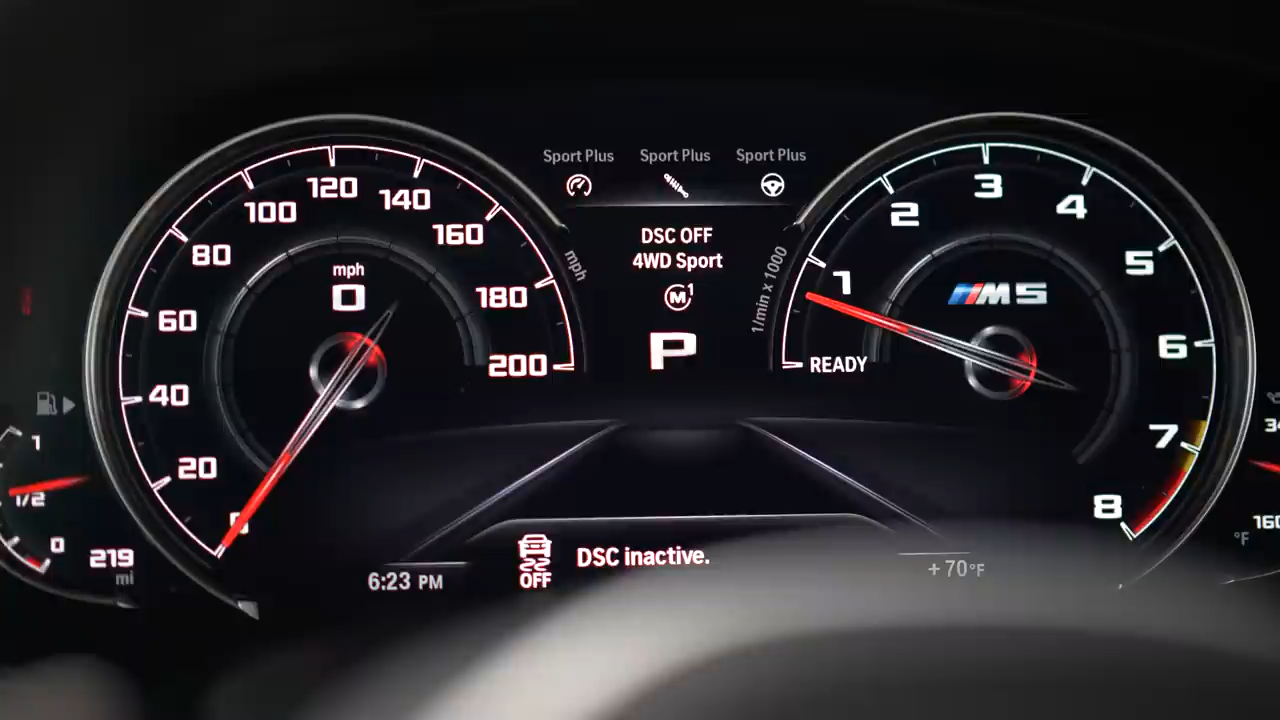 Sport Plus
Sport Plus
Sport Plus
DSC OFF
4WD Sport
M1
P
mph
0
0
20
40
60
80
100
120
140
160
180
200
mph
1/min x 1000
READY
1
2
3
4
5
6
7
8
M5
1
1/2
0
219
mi
6:23 PM
OFF
DSC inactive.
+70°F
160
°F